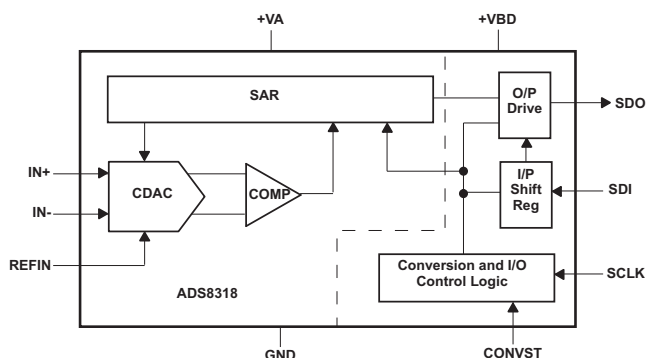 +VA
+VBD
SAR
O/P
Drive
SDO
IN+
CDAC
COMP
I/P
Shift
Reg
SDI
IN-
REFIN
Conversion and I/O
Control Logic
SCLK
ADS8318
GND
CONVST